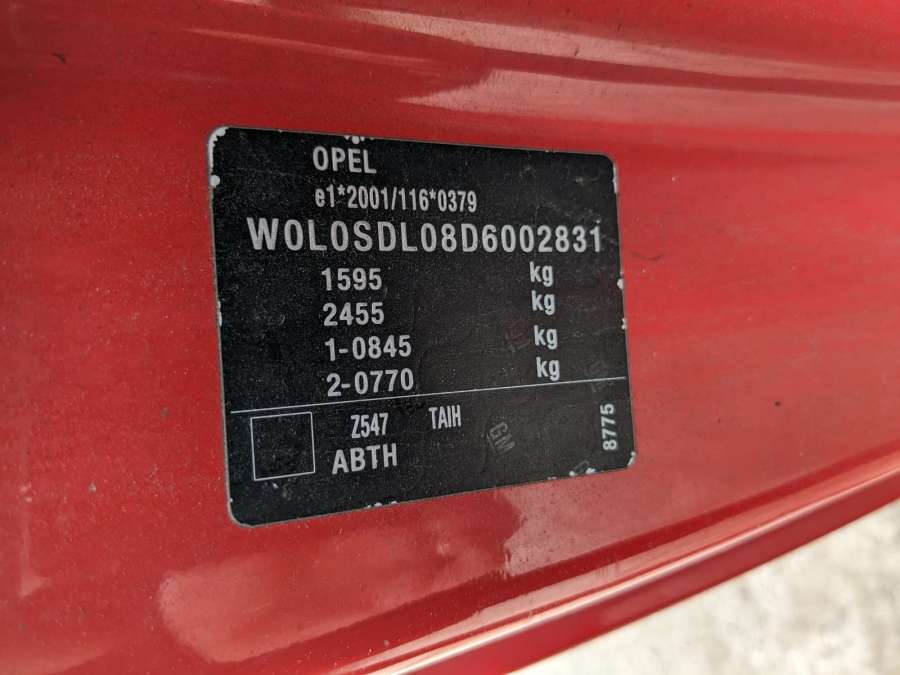 OPEL
e1*2001/116*0379
W0L0SDL08D6002831
1595 kg
2455 kg
1-0845 kg
2-0770 kg
Z547 TAIH
ABTH
GM
8775